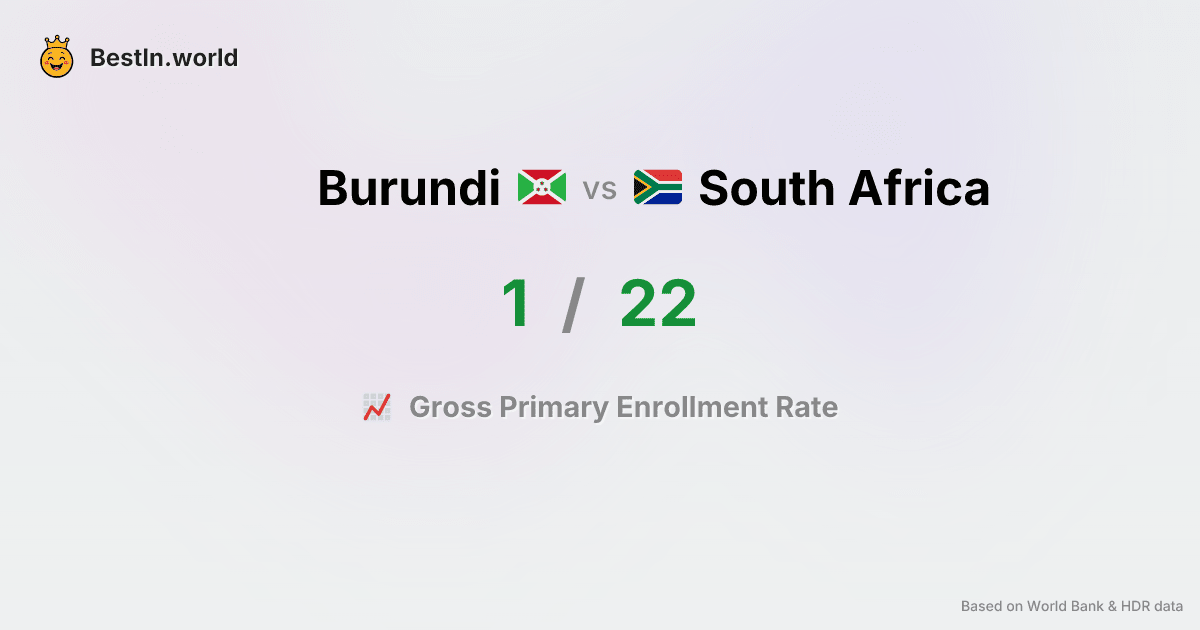 BestIn.world
Burundi vs South Africa
1 / 22
Gross Primary Enrollment Rate
Based on World Bank & HDR data